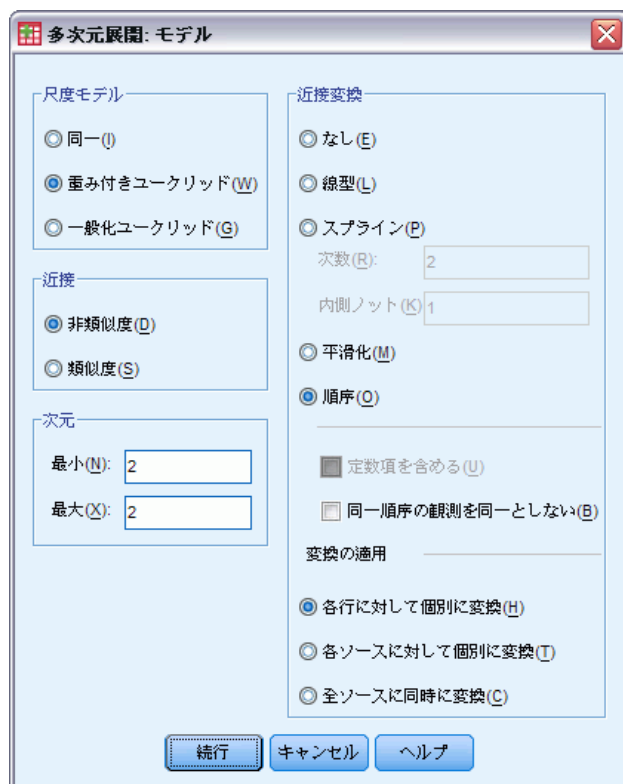 多次元展開: モデル
尺度モデル
同一(I)
重み付きユークリッド(W)
一般化ユークリッド(G)
近接
非類似度(D)
類似度(S)
次元
最小(N): 2
最大(X): 2
近接変換
なし(E)
線型(L)
スプライン(P)
次数(R): 2
内側ノット(K) 1
平滑化(M)
順序(O)
定数項を含める(U)
同一順序の観測を同一としない(B)
変換の適用
各行に対して個別に変換(H)
各ソースに対して個別に変換(T)
全ソースに同時に変換(C)
続行 キャンセル ヘルプ